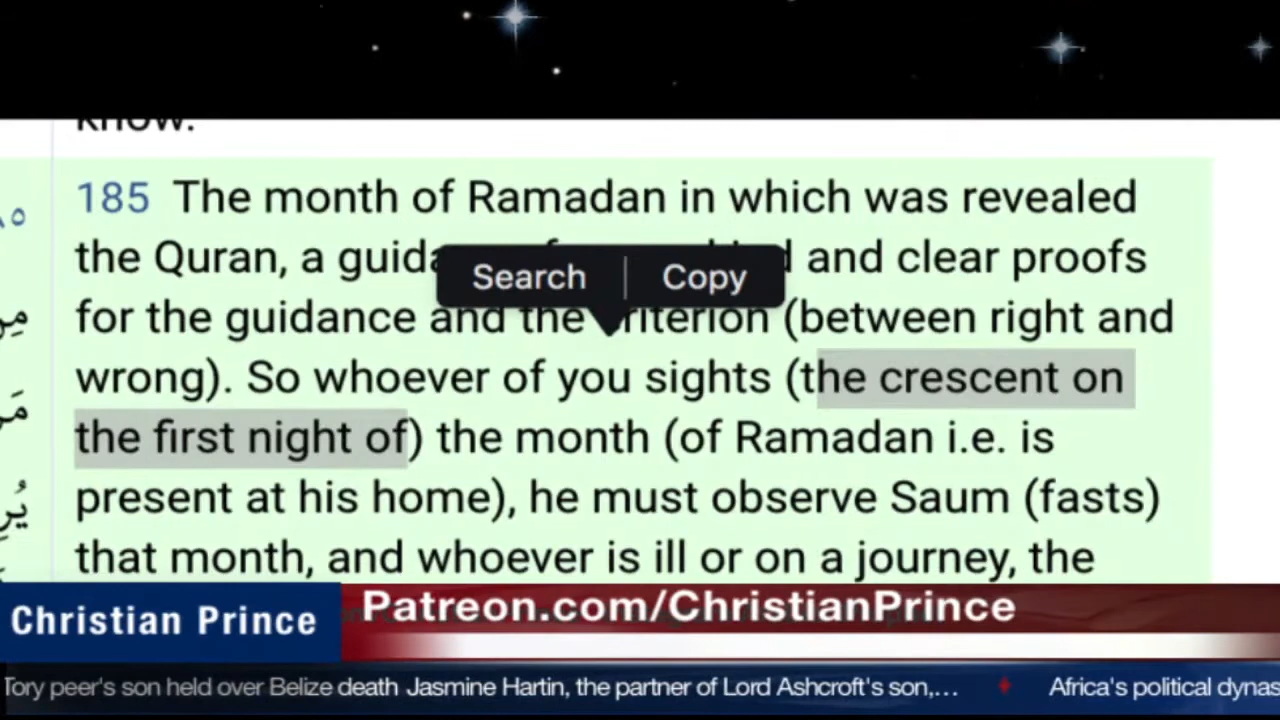 know.
185 The month of Ramadan in which was revealed
the Quran, a guida and clear proofs
Search Copy
for the guidance and the criterion (between right and
wrong). So whoever of you sights (the crescent on
the first night of) the month (of Ramadan i.e. is
present at his home), he must observe Saum (fasts)
that month, and whoever is ill or on a journey, the
Christian Prince
Patreon.com/ChristianPrince
Tory peer's son held over Belize death Jasmine Hartin, the partner of Lord Ashcroft's son,... Africa's political dynas